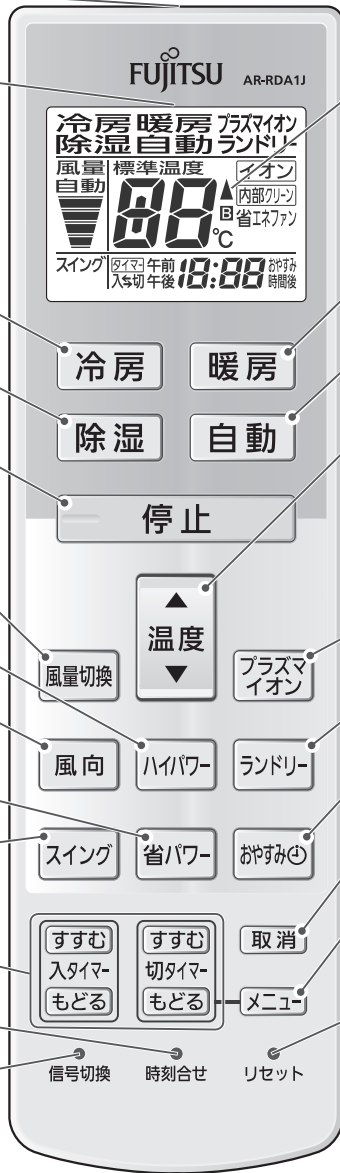 FUJITSU AR-RDA1J
冷房 暖房 プラズマイオン
除湿 自動 ランドリー
風量 標準温度 イオン
自動 88 ▲ 内部クリーン
B 省エネファン
℃
スイング タイマー 午前 18:88 おやすみ
入⇆切 午後 時間後
冷房 暖房
除湿 自動
停止
▲
温度
▼
風量切換
プラズマ
イオン
風向 ハイパワー ランドリー
スイング 省パワー おやすみ
すすむ すすむ 取消
入タイマー 切タイマー
もどる もどる メニュー
信号切換 時刻合せ リセット